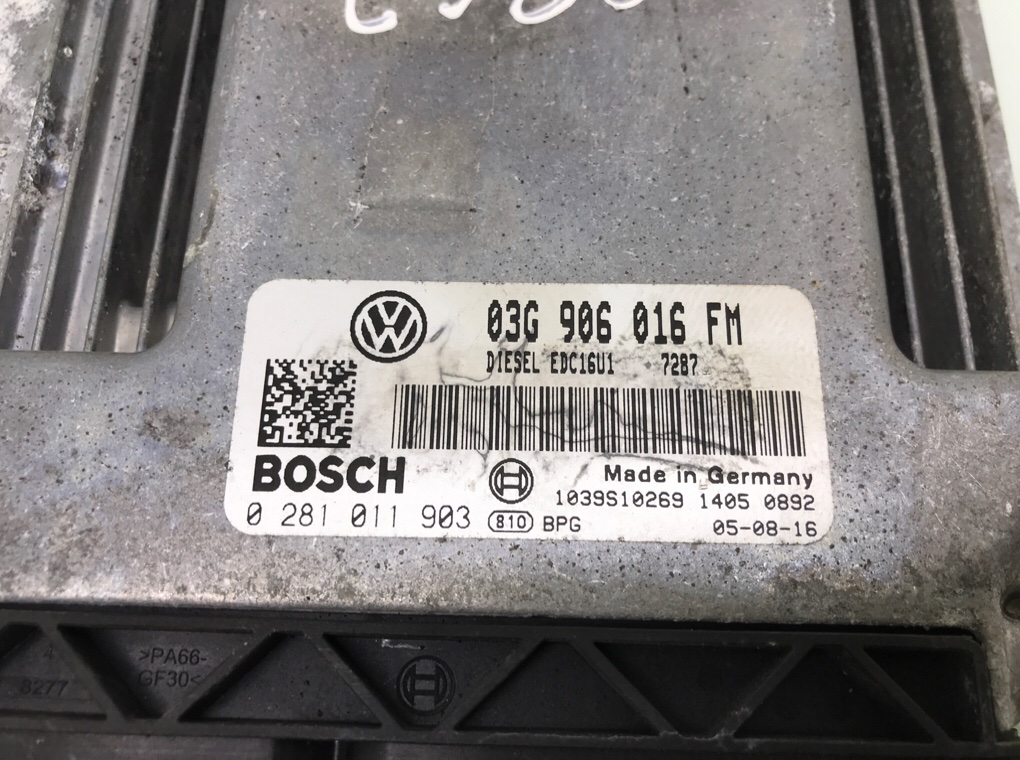 03G 906 016 FM
DIESEL EDC16U1 7287
BOSCH
Made in Germany
1039S10269 1405 0892
0 281 011 903 810 BPG 05-08-16
>PA66-
GF30<
4
8277